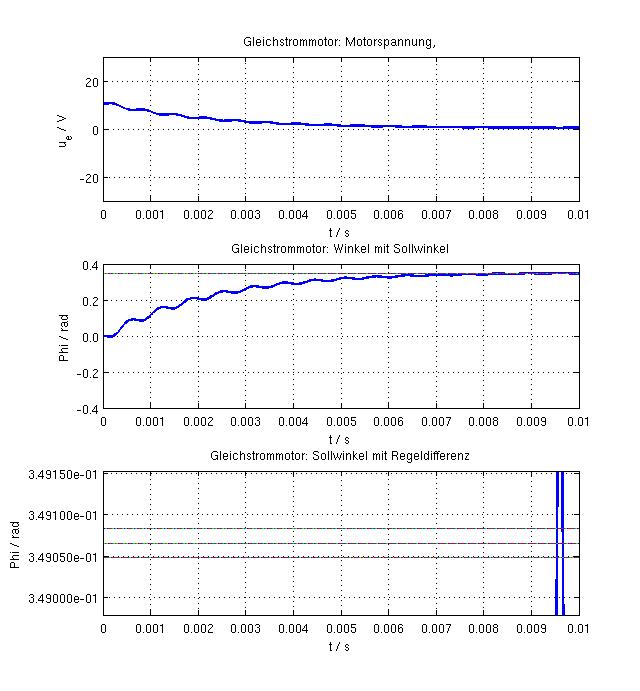 Gleichstrommotor: Motorspannung,
20
0
-20
u_e / V
0 0.001 0.002 0.003 0.004 0.005 0.006 0.007 0.008 0.009 0.01
t / s
Gleichstrommotor: Winkel mit Sollwinkel
0.4
0.2
0.0
-0.2
-0.4
Phi / rad
0 0.001 0.002 0.003 0.004 0.005 0.006 0.007 0.008 0.009 0.01
t / s
Gleichstrommotor: Sollwinkel mit Regeldifferenz
3.49150e-01
3.49100e-01
3.49050e-01
3.49000e-01
Phi / rad
0 0.001 0.002 0.003 0.004 0.005 0.006 0.007 0.008 0.009 0.01
t / s